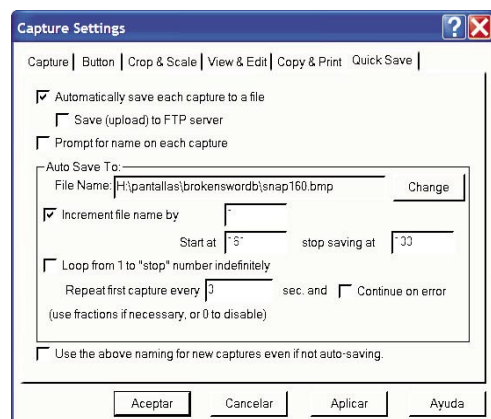 Capture Settings
Capture Button Crop & Scale View & Edit Copy & Print Quick Save
Automatically save each capture to a file
Save (upload) to FTP server
Prompt for name on each capture
Auto Save To:
File Name: H:\pantallas\brokenswordb\snap160.bmp Change
Increment file name by
Start at stop saving at
Loop from 1 to "stop" number indefinitely
Repeat first capture every 3 sec. and Continue on error
(use fractions if necessary, or 0 to disable)
Use the above naming for new captures even if not auto-saving.
Aceptar Cancelar Aplicar Ayuda